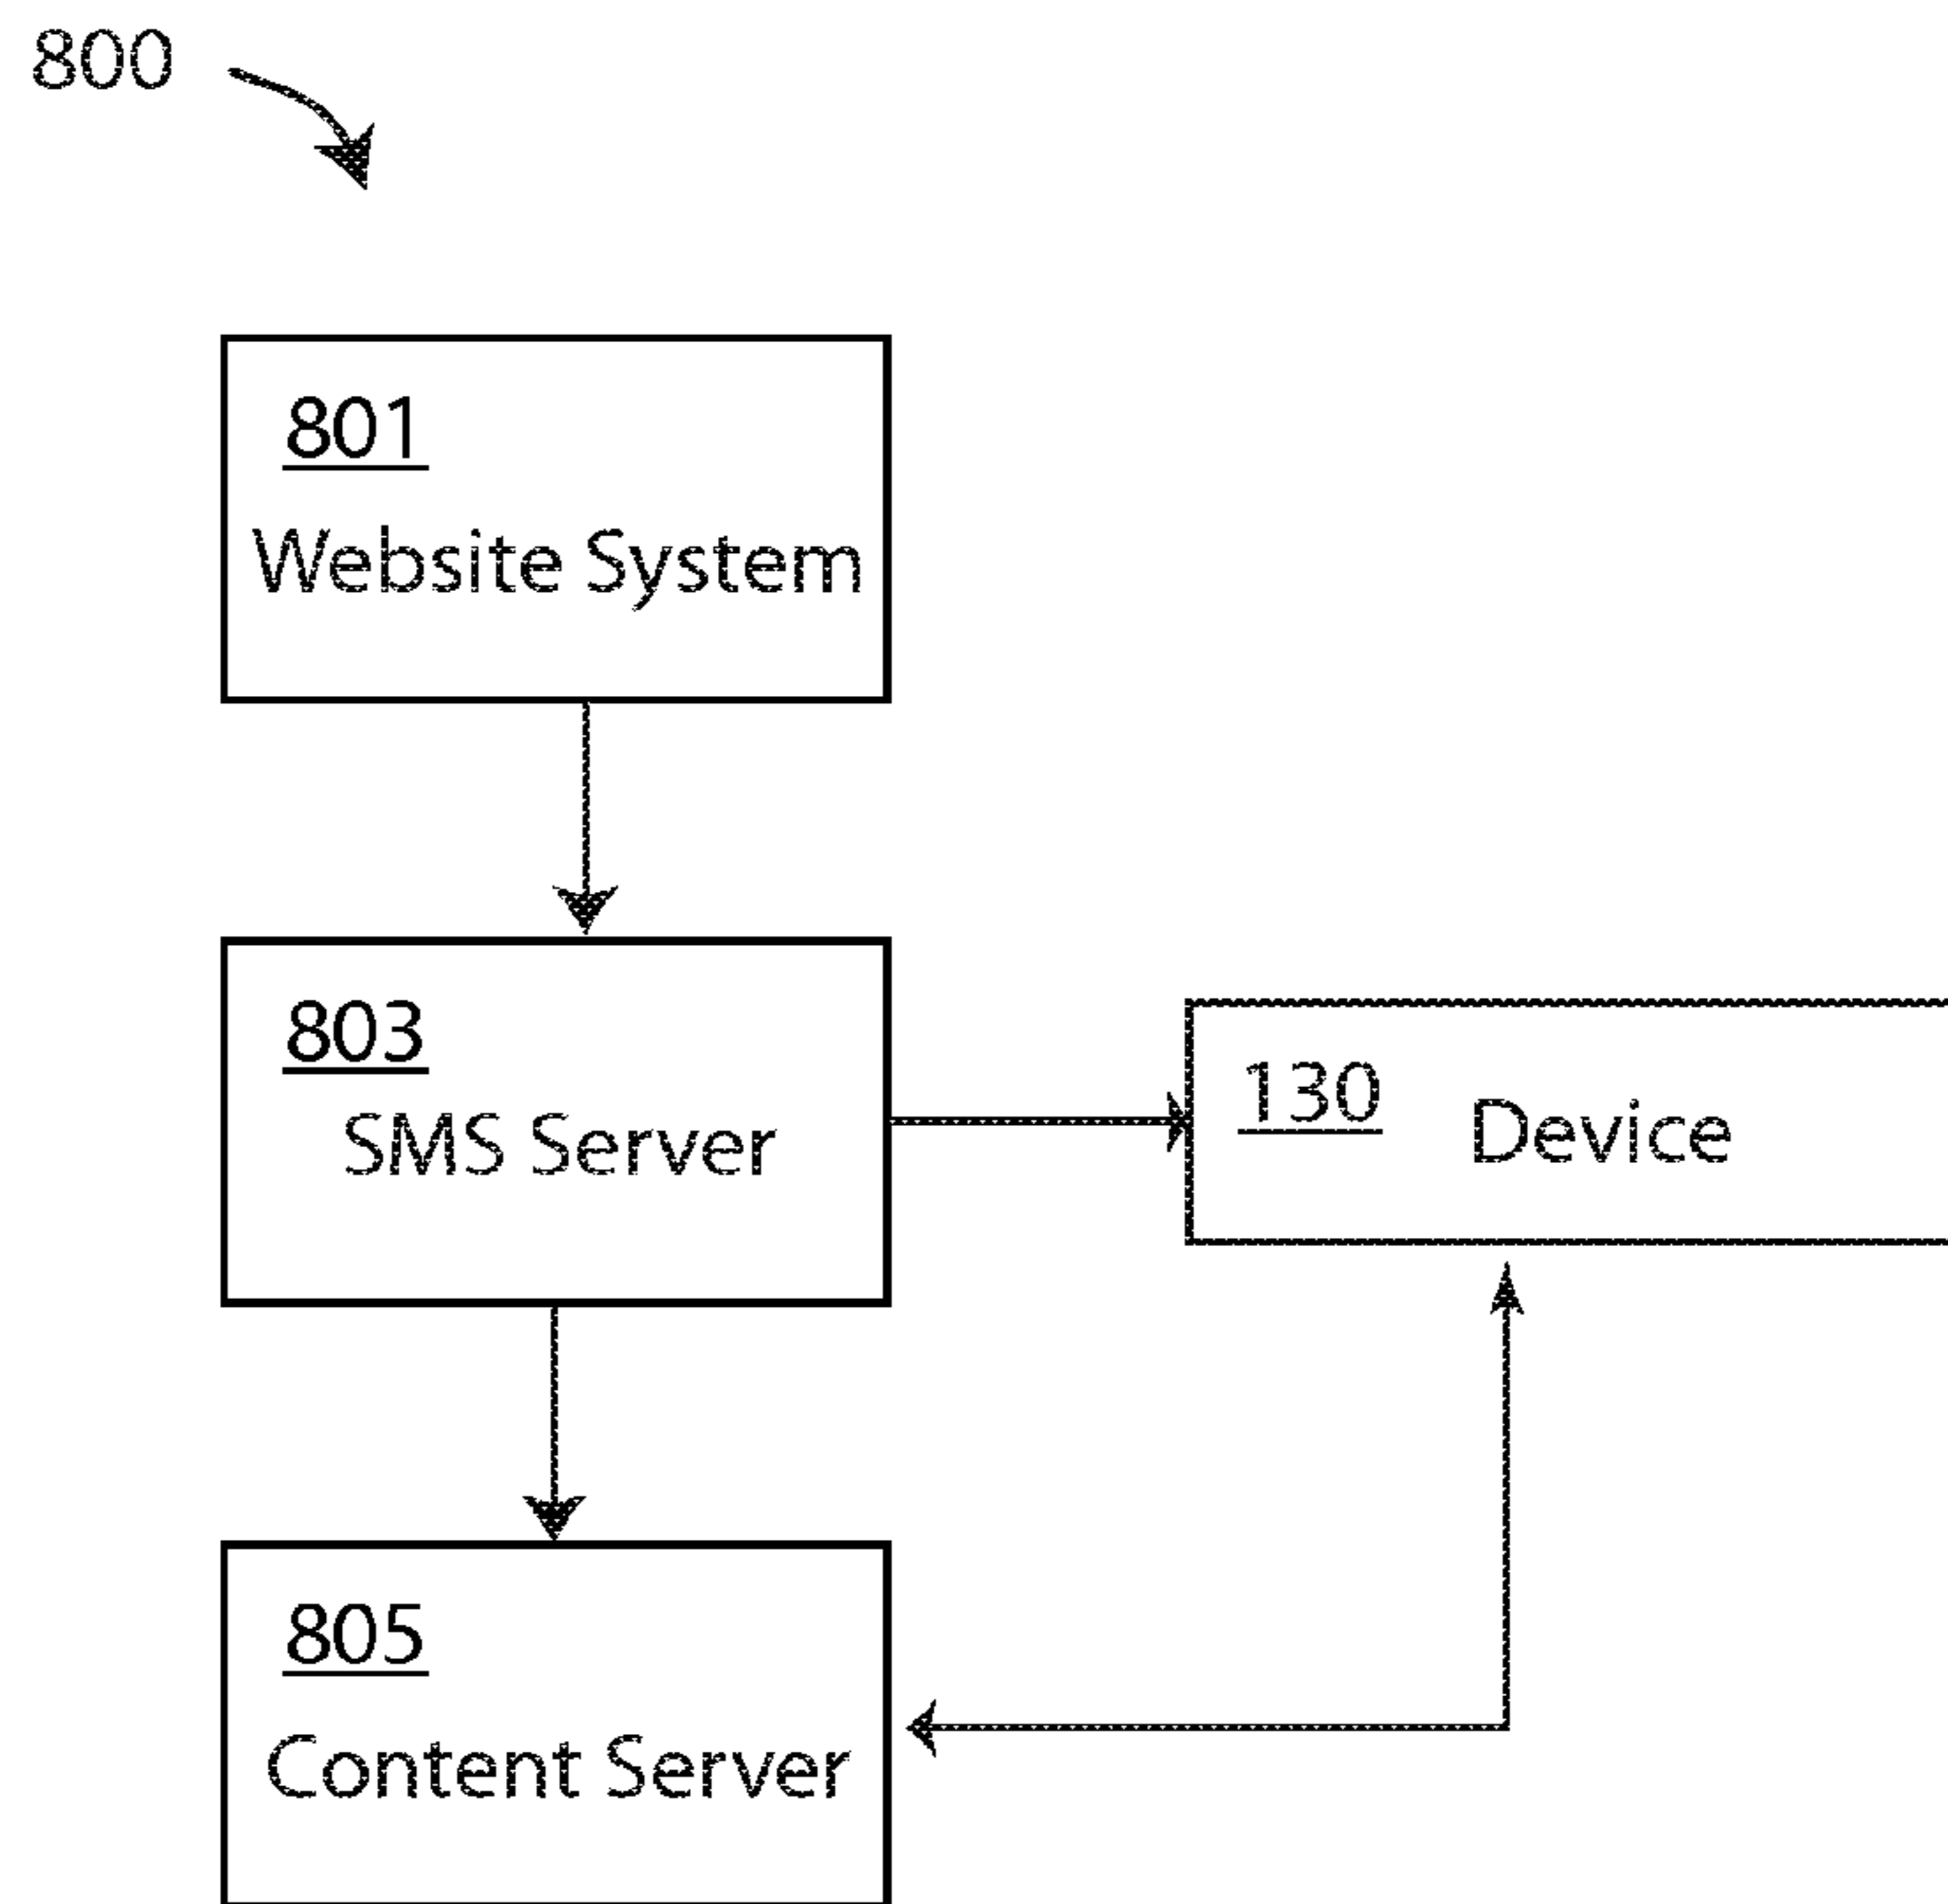 800
801
Website System
803
SMS Server
130 Device
805
Content Server